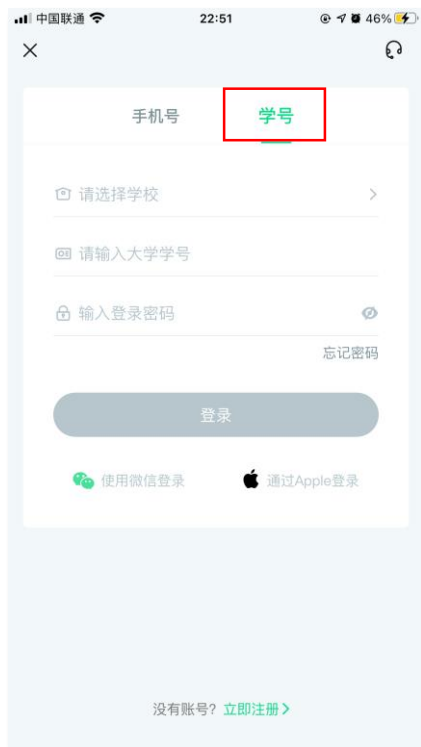 中国联通 22:51 46%
手机号 学号
请选择学校
请输入大学学号
输入登录密码
忘记密码
登录
使用微信登录 通过Apple登录
没有账号? 立即注册